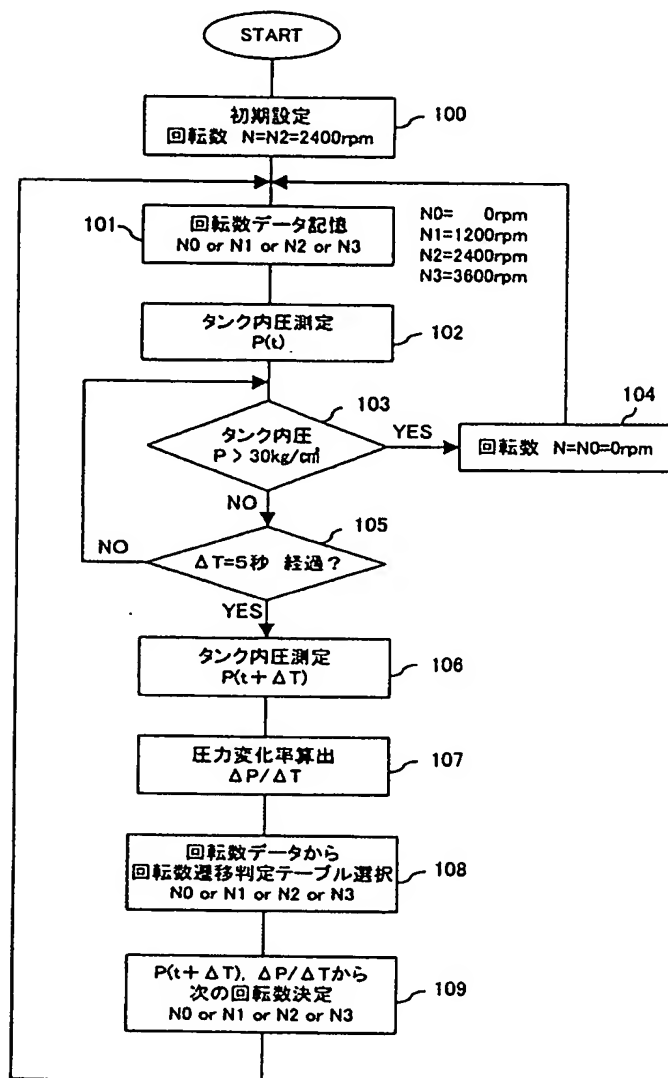 START
初期設定
回転数 N=N2=2400rpm
100
101
回転数データ記憶
N0 or N1 or N2 or N3
N0= 0rpm
N1=1200rpm
N2=2400rpm
N3=3600rpm
タンク内圧測定
P(t)
102
103
タンク内圧
P > 30kg/c㎡
YES
104
回転数 N=N0=0rpm
NO
105
NO
ΔT=5秒 経過?
YES
タンク内圧測定
P(t+ΔT)
106
圧力変化率算出
ΔP/ΔT
107
回転数データから
回転数遷移判定テーブル選択
N0 or N1 or N2 or N3
108
P(t+ΔT), ΔP/ΔTから
次の回転数決定
N0 or N1 or N2 or N3
109